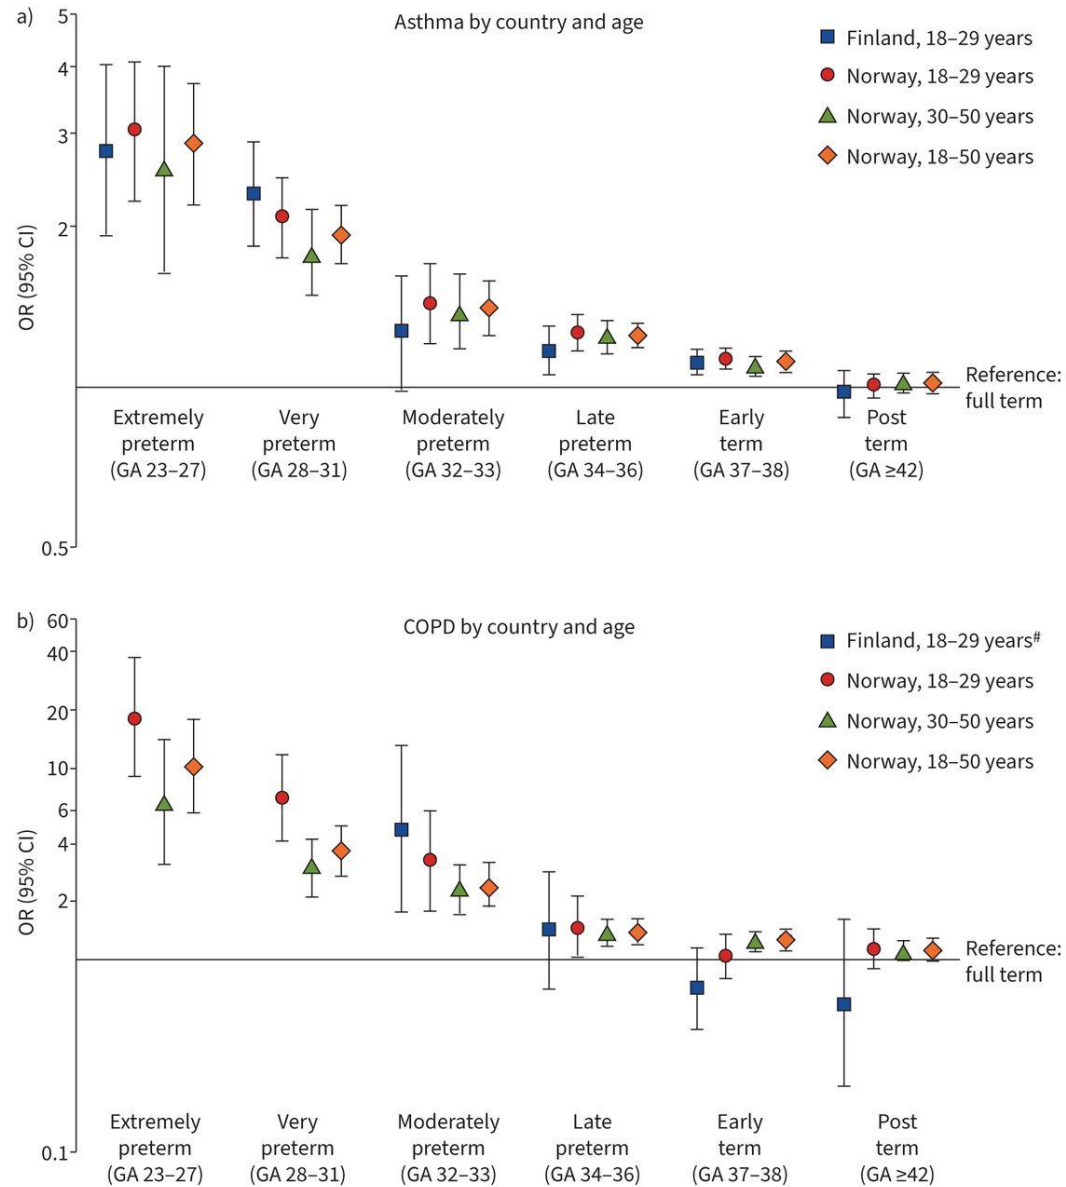 a)
Asthma by country and age
Finland, 18–29 years
Norway, 18–29 years
Norway, 30–50 years
Norway, 18–50 years
5
4
3
2
0.5
OR (95% CI)
Reference:
full term
Extremely
preterm
(GA 23–27)
Very
preterm
(GA 28–31)
Moderately
preterm
(GA 32–33)
Late
preterm
(GA 34–36)
Early
term
(GA 37–38)
Post
term
(GA ≥42)
b)
COPD by country and age
Finland, 18–29 years#
Norway, 18–29 years
Norway, 30–50 years
Norway, 18–50 years
60
40
20
10
6
4
2
0.1
OR (95% CI)
Reference:
full term
Extremely
preterm
(GA 23–27)
Very
preterm
(GA 28–31)
Moderately
preterm
(GA 32–33)
Late
preterm
(GA 34–36)
Early
term
(GA 37–38)
Post
term
(GA ≥42)